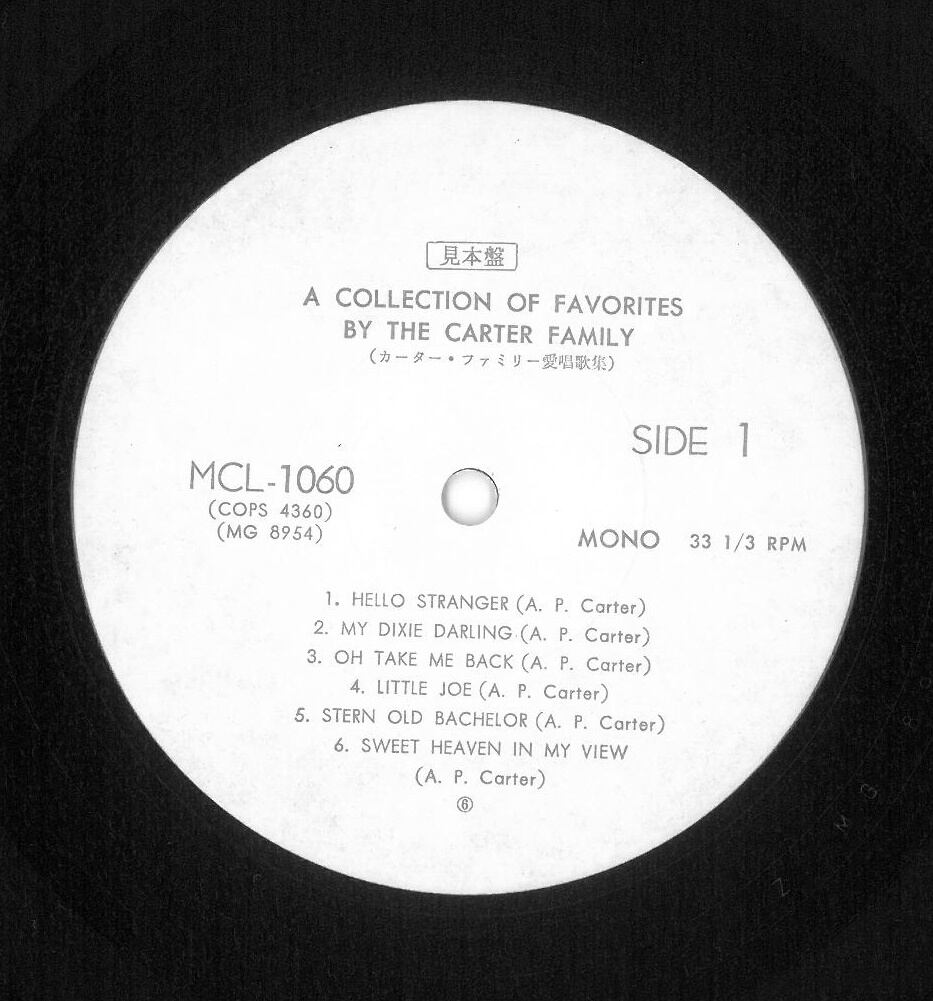 見本盤
A COLLECTION OF FAVORITES
BY THE CARTER FAMILY
(カーター・ファミリー愛唱歌集)
SIDE 1
MCL-1060
(COPS 4360)
(MG 8954)
MONO 33 1/3 RPM
1. HELLO STRANGER (A. P. Carter)
2. MY DIXIE DARLING (A. P. Carter)
3. OH TAKE ME BACK (A. P. Carter)
4. LITTLE JOE (A. P. Carter)
5. STERN OLD BACHELOR (A. P. Carter)
6. SWEET HEAVEN IN MY VIEW
(A. P. Carter)
⑥